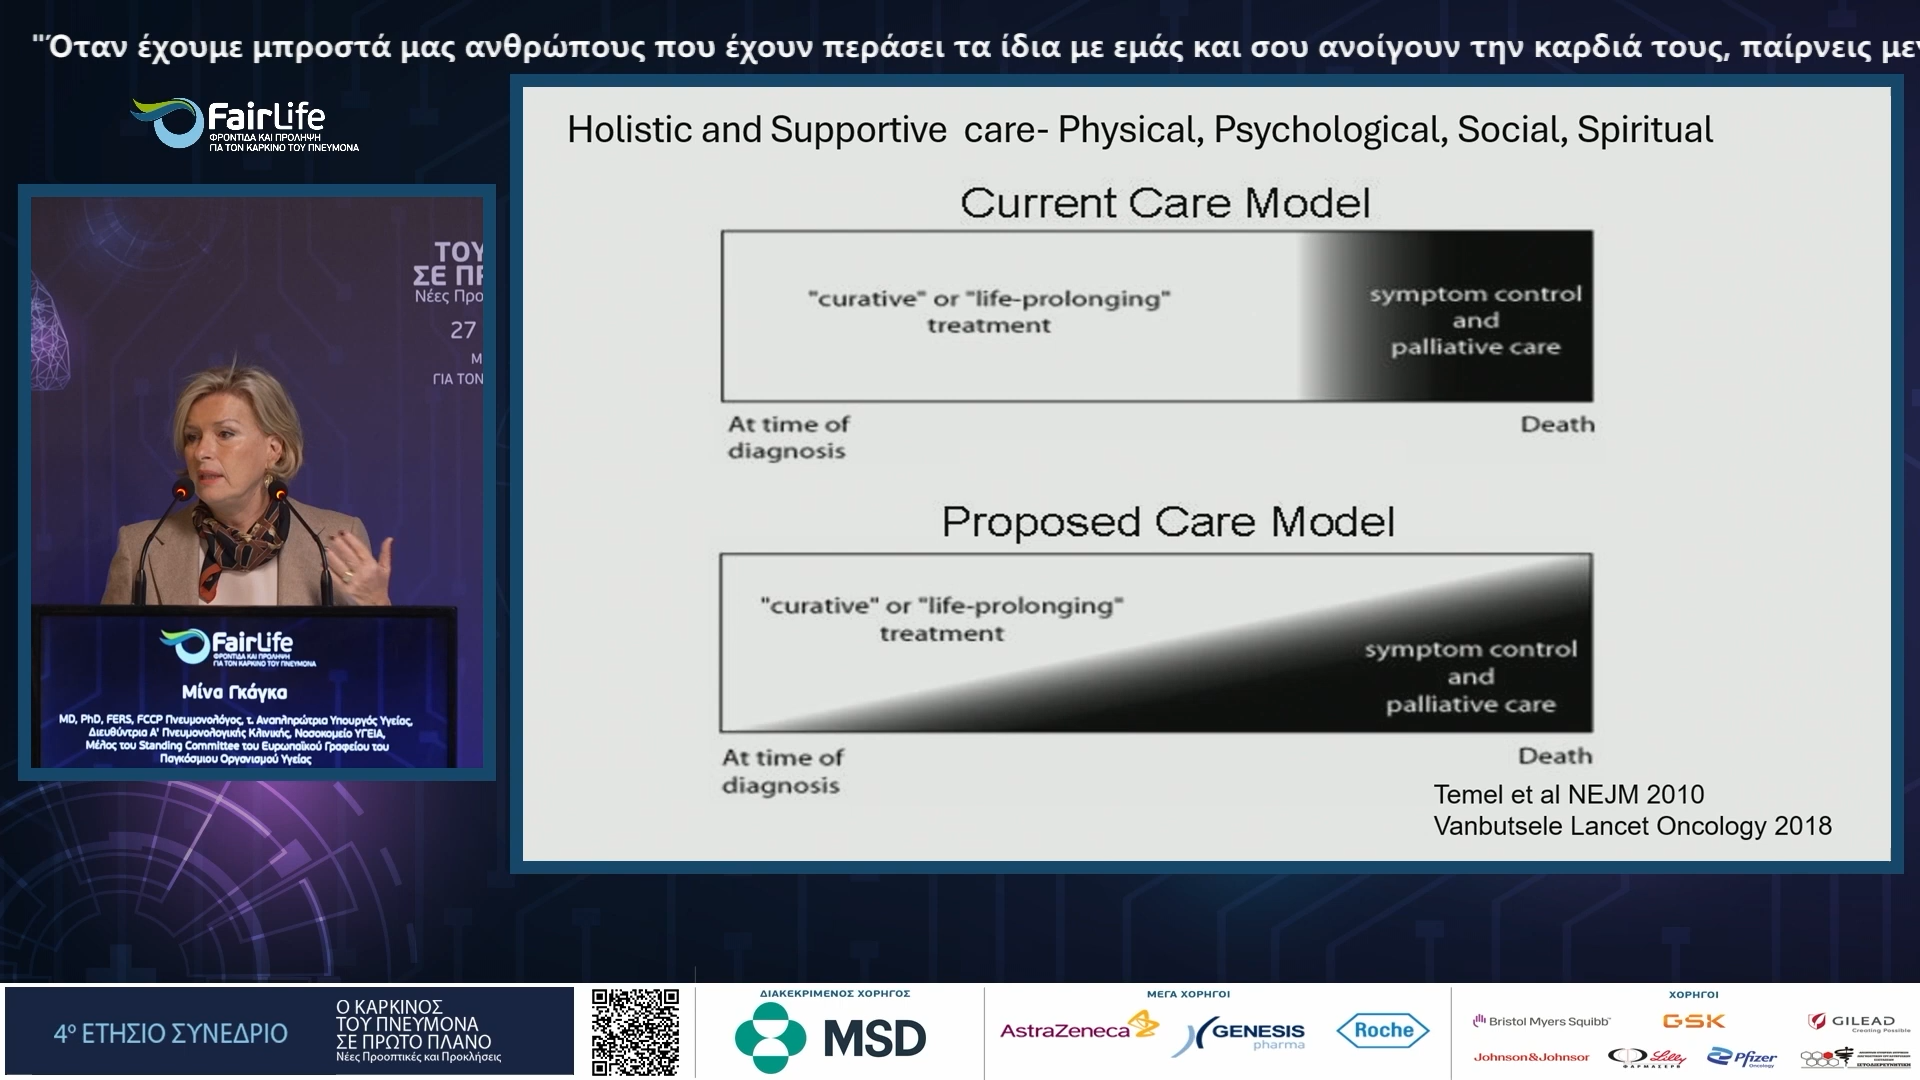 "Όταν έχουμε μπροστά μας ανθρώπους που έχουν περάσει τα ίδια με εμάς και σου ανοίγουν την καρδιά τους, παίρνεις
FairLife
ΦΡΟΝΤΙΔΑ ΚΑΙ ΠΡΟΛΗΨΗ
ΓΙΑ ΤΟΝ ΚΑΡΚΙΝΟ ΤΟΥ ΠΝΕΥΜΟΝΑ
ΤΟΥ
ΣΕ ΠΡ
Νέες Προ
27
Μ
ΓΙΑ ΤΟΝ
FairLife
ΦΡΟΝΤΙΔΑ ΚΑΙ ΠΡΟΛΗΨΗ
ΓΙΑ ΤΟΝ ΚΑΡΚΙΝΟ ΤΟΥ ΠΝΕΥΜΟΝΑ
Μίνα Γκάγκα
MD, PhD, FERS, FCCP Πνευμονολόγος, τ. Αναπληρώτρια Υπουργός Υγείας,
Διευθύντρια Α' Πνευμονολογικής Κλινικής, Νοσοκομείο ΥΓΕΙΑ,
Μέλος του Standing Committee του Ευρωπαϊκού Γραφείου του
Παγκόσμιου Οργανισμού Υγείας
Holistic and Supportive care- Physical, Psychological, Social, Spiritual
Current Care Model
"curative" or "life-prolonging"
treatment
symptom control
and
palliative care
At time of
diagnosis
Death
Proposed Care Model
"curative" or "life-prolonging"
treatment
symptom control
and
palliative care
At time of
diagnosis
Death
Temel et al NEJM 2010
Vanbutsele Lancet Oncology 2018
4º ΕΤΗΣΙΟ ΣΥΝΕΔΡΙΟ
Ο ΚΑΡΚΙΝΟΣ
ΤΟΥ ΠΝΕΥΜΟΝΑ
ΣΕ ΠΡΩΤΟ ΠΛΑΝΟ
Νέες Προοπτικές και Προκλήσεις
ΔΙΑΚΕΚΡΙΜΕΝΟΣ ΧΟΡΗΓΟΣ
MSD
ΜΕΓΑ ΧΟΡΗΓΟΙ
AstraZeneca
GENESIS
pharma
Roche
ΧΟΡΗΓΟΙ
Bristol Myers Squibb
GSK
GILEAD
Creating Possible
Johnson&Johnson
Lilly
ΦΑΡΜΑΣΕΡΒ
Pfizer
Oncology